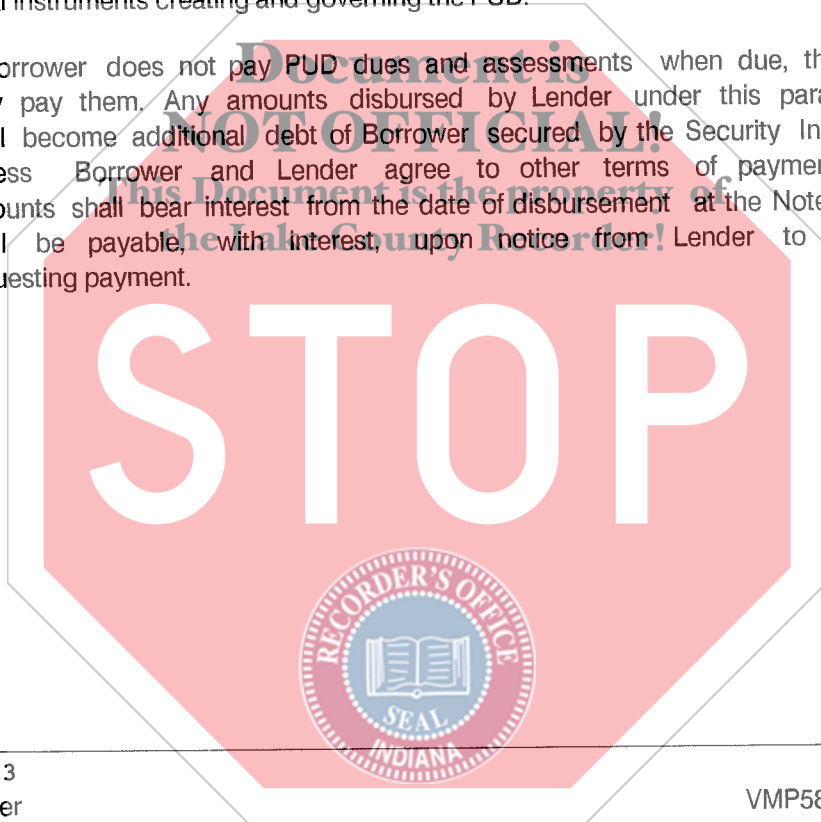 l instruments creating and governing the PUD.
orrower does not pay PUD dues and assessments when due, th
pay them. Any amounts disbursed by Lender under this para
l become additional debt of Borrower secured by the Security In
ess Borrower and Lender agree to other terms of paymen
ounts shall bear interest from the date of disbursement at the Note
l be payable, with interest, upon notice from Lender to
uesting payment.
Document is
NOT OFFICIAL!
This Document is the property of
the Lake County Recorder!
STOP
RECORDER'S OFFICE
SEAL
INDIANA
3
er
VMP58